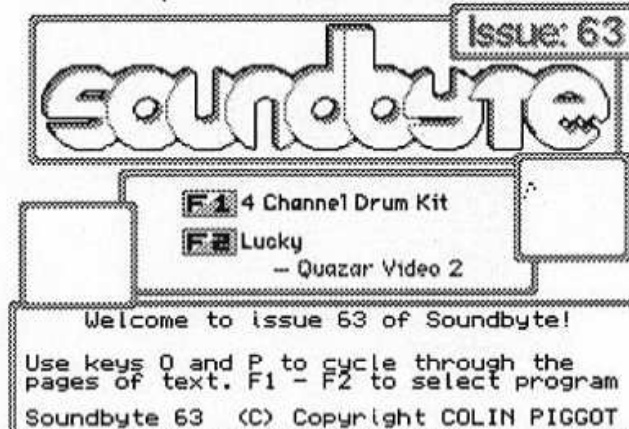 Issue: 63
soundbyte
F1 4 Channel Drum Kit
F2 Lucky
– Quazar Video 2
Welcome to issue 63 of Soundbyte!
Use keys O and P to cycle through the
pages of text. F1 - F2 to select program
Soundbyte 63 (C) Copyright COLIN PIGGOT